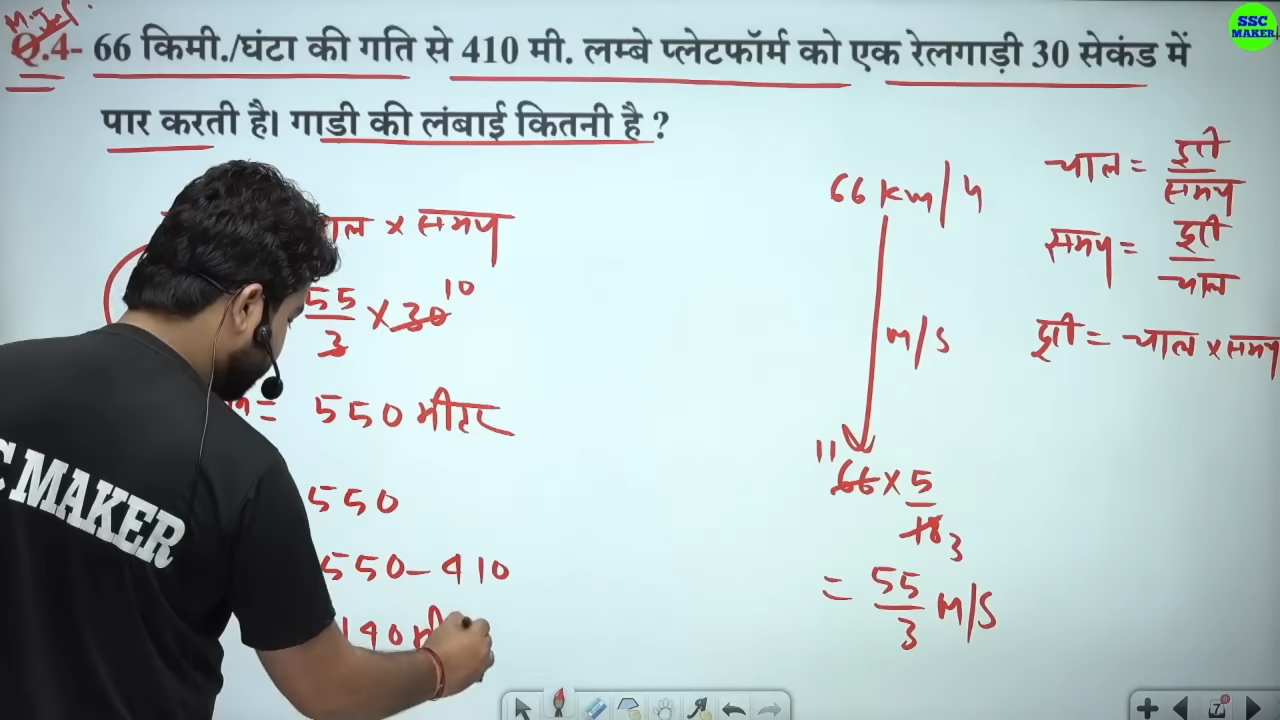 SSC
MAKER
Q.4- 66 किमी./घंटा की गति से 410 मी. लम्बे प्लेटफॉर्म को एक रेलगाड़ी 30 सेकंड में
पार करती है। गाडी की लंबाई कितनी है ?
x समय
55/3 x 30 10
= 550 मीटर
550
550-410
140
66 km/h
m/s
11
66 x 5/18 3
= 55/3 m/s
चाल = दूरी/समय
समय = दूरी/चाल
दूरी = चाल x समय
C MAKER